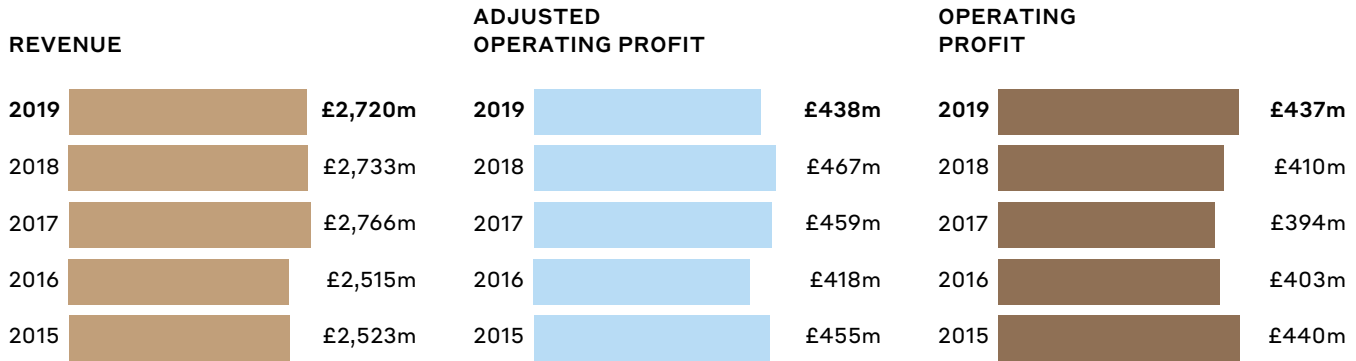 REVENUE
2019 £2,720m
2018 £2,733m
2017 £2,766m
2016 £2,515m
2015 £2,523m
ADJUSTED
OPERATING PROFIT
2019 £438m
2018 £467m
2017 £459m
2016 £418m
2015 £455m
OPERATING
PROFIT
2019 £437m
2018 £410m
2017 £394m
2016 £403m
2015 £440m